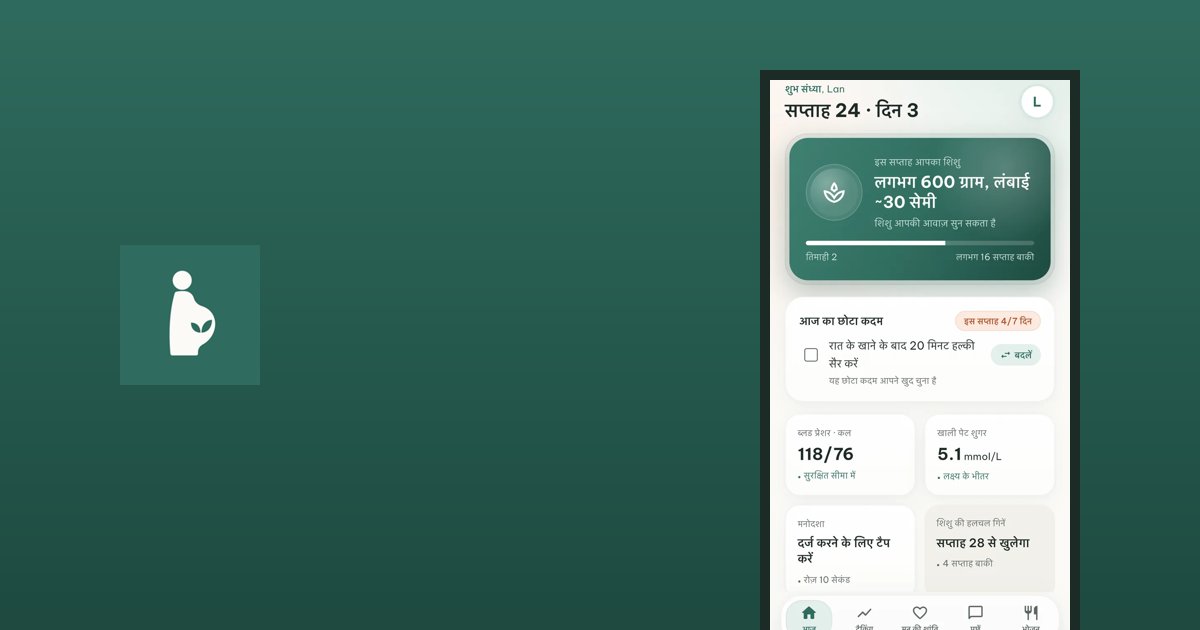 शुभ संध्या, Lan
सप्ताह 24 · दिन 3
L
इस सप्ताह आपका शिशु
लगभग 600 ग्राम, लंबाई
~30 सेमी
शिशु आपकी आवाज़ सुन सकता है
तिमाही 2
लगभग 16 सप्ताह बाकी
आज का छोटा कदम
इस सप्ताह 4/7 दिन
रात के खाने के बाद 20 मिनट हल्की
सैर करें
बदलें
यह छोटा कदम आपने खुद चुना है
ब्लड प्रेशर · कल
118/76
• सुरक्षित सीमा में
खाली पेट शुगर
5.1 mmol/L
• लक्ष्य के भीतर
मनोदशा
दर्ज करने के लिए टैप
करें
• रोज़ 10 सेकंड
शिशु की हलचल गिनें
सप्ताह 28 से खुलेगा
• 4 सप्ताह बाकी